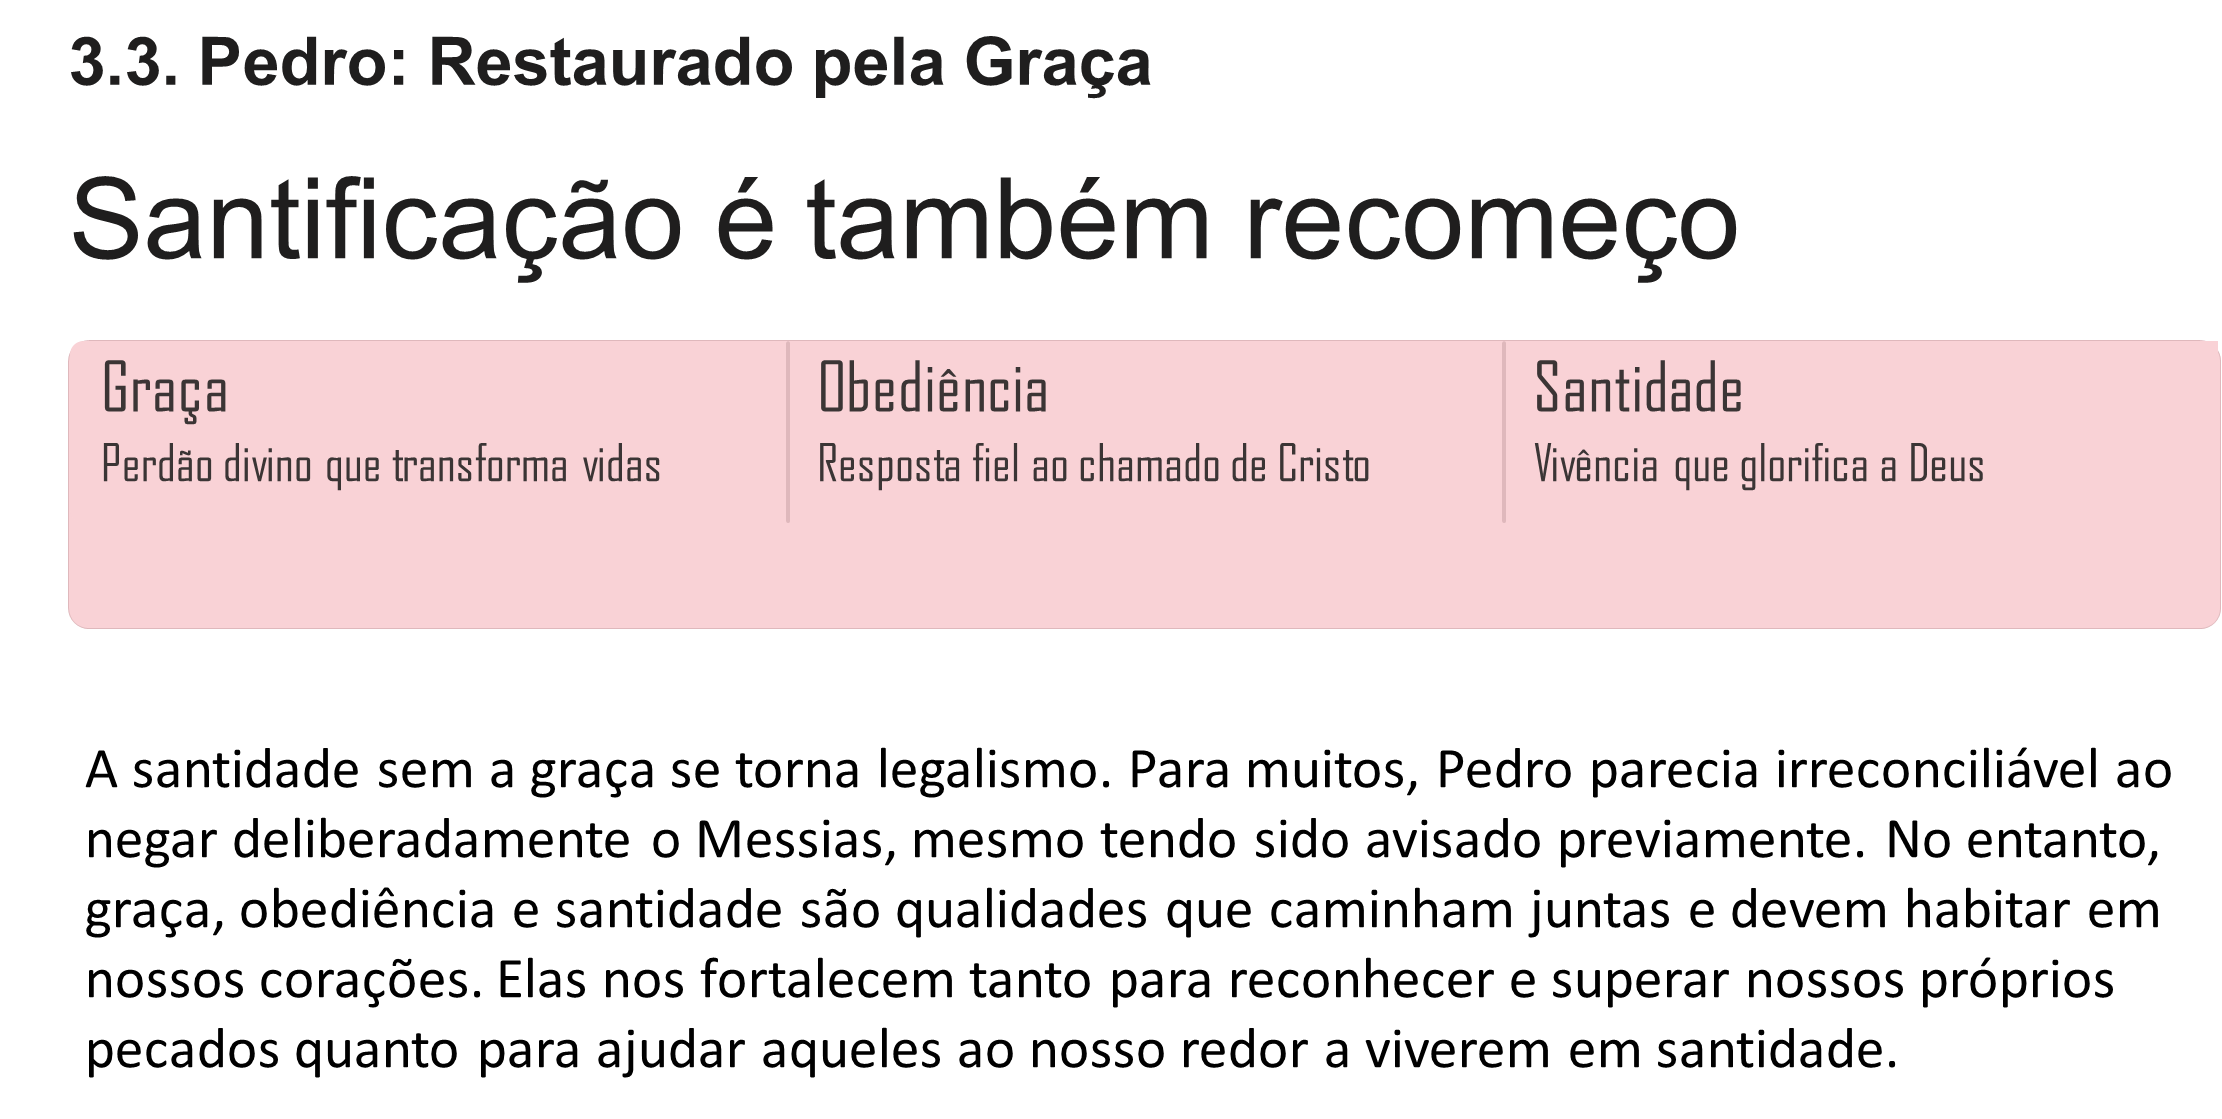 3.3. Pedro: Restaurado pela Graça
Santificação é também recomeço
Graça
Perdão divino que transforma vidas
Obediência
Resposta fiel ao chamado de Cristo
Santidade
Vivência que glorifica a Deus
A santidade sem a graça se torna legalismo. Para muitos, Pedro parecia irreconciliável ao
negar deliberadamente o Messias, mesmo tendo sido avisado previamente. No entanto,
graça, obediência e santidade são qualidades que caminham juntas e devem habitar em
nossos corações. Elas nos fortalecem tanto para reconhecer e superar nossos próprios
pecados quanto para ajudar aqueles ao nosso redor a viverem em santidade.